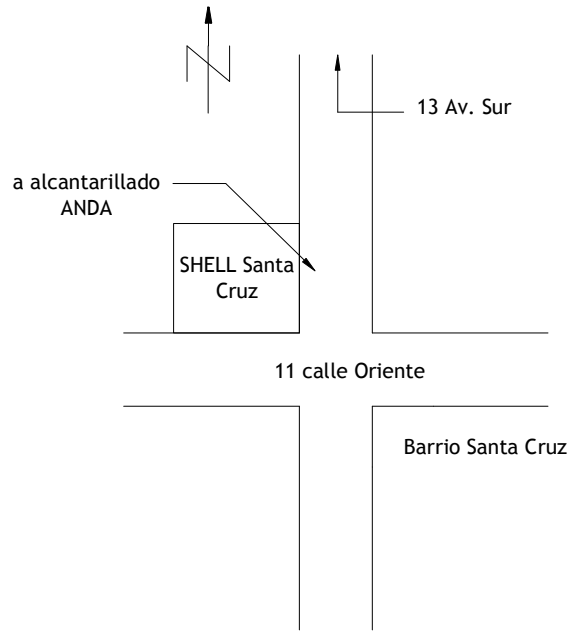 13 Av. Sur
a alcantarillado
ANDA
SHELL Santa
Cruz
11 calle Oriente
Barrio Santa Cruz